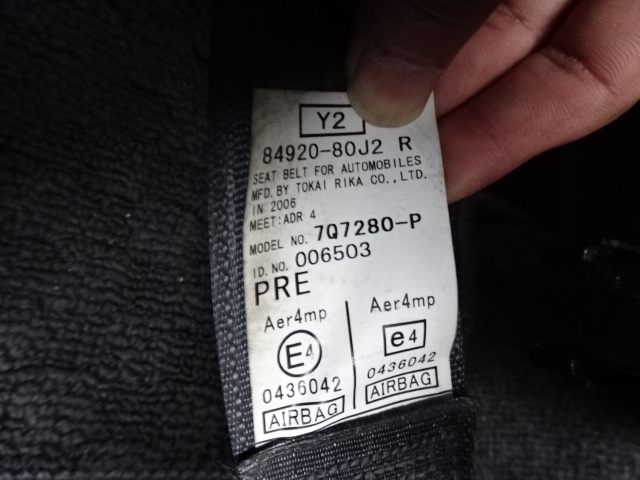 Y2
84920-80J2 R
SEAT BELT FOR AUTOMOBILES
MFD. BY TOKAI RIKA CO., LTD.
IN 2006
MEET: ADR 4
MODEL NO. 7Q7280-P
I D. NO. 006503
PRE
Aer4mp Aer4mp
E4 e4
0436042 0436042
AIRBAG AIRBAG